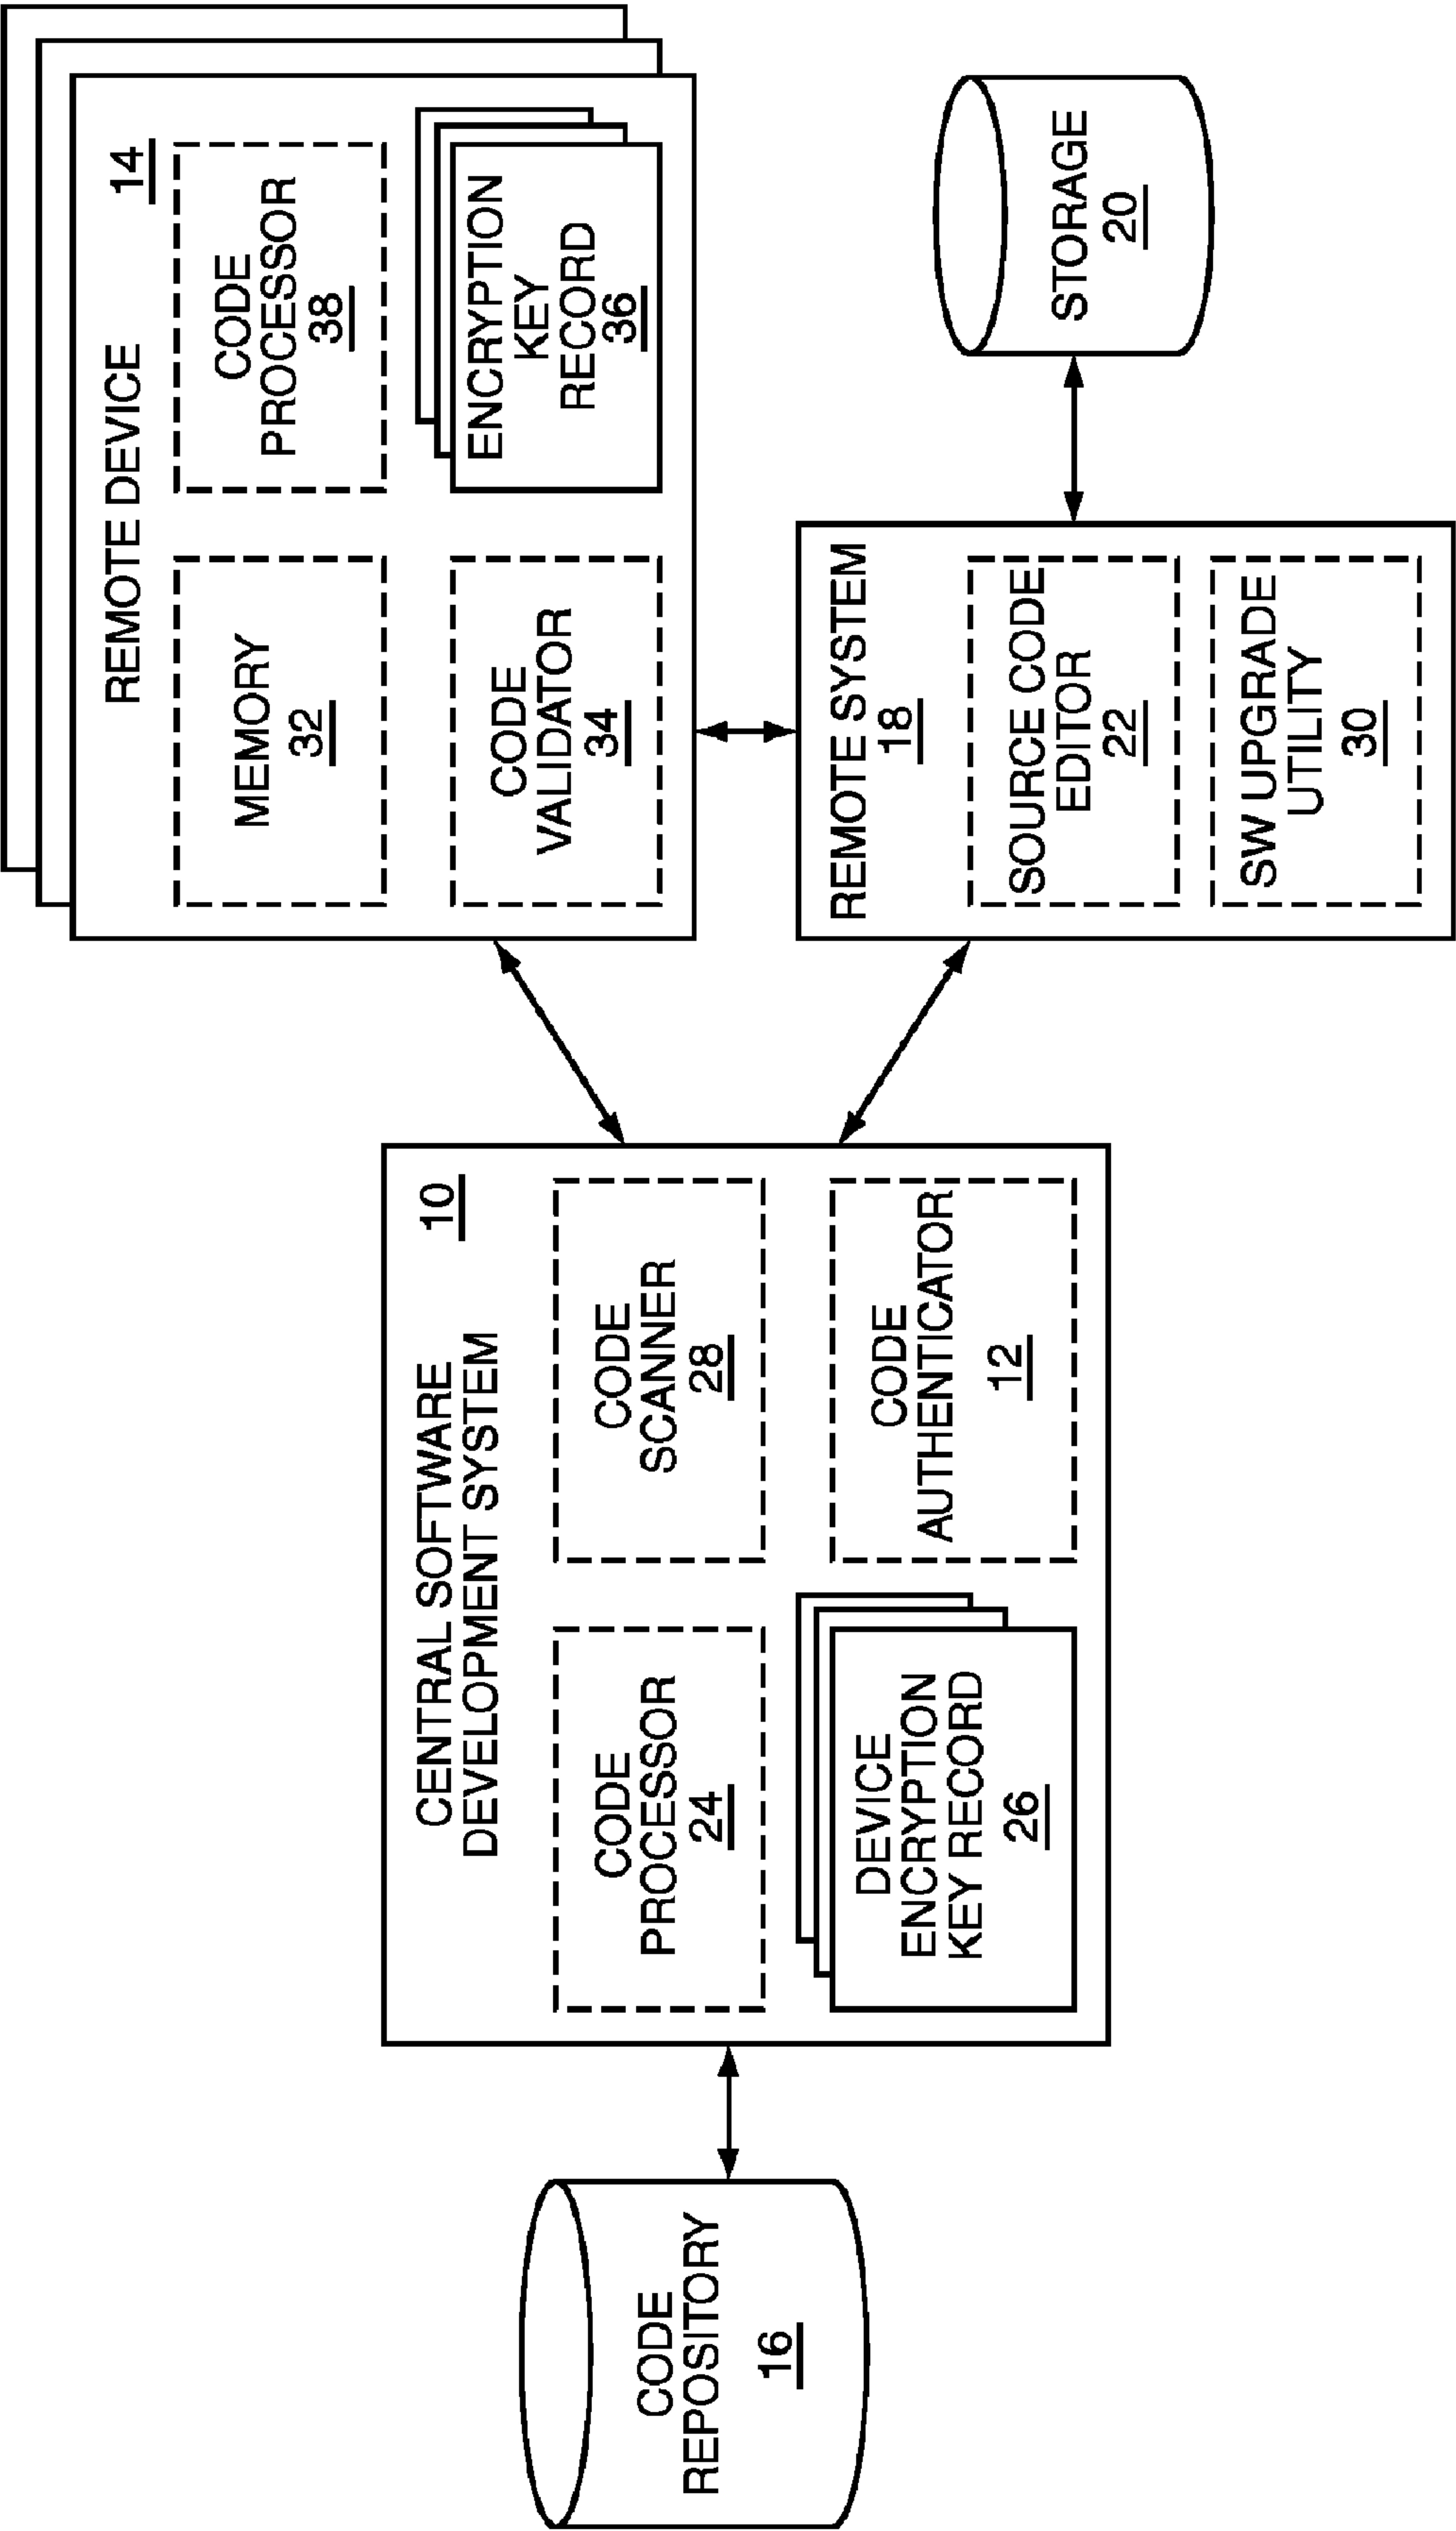 REMOTE DEVICE
14
MEMORY
32
CODE
PROCESSOR
38
CODE
VALIDATOR
34
ENCRYPTION
KEY
RECORD
36
CENTRAL SOFTWARE
DEVELOPMENT SYSTEM
10
CODE
PROCESSOR
24
CODE
SCANNER
28
DEVICE
ENCRYPTION
KEY RECORD
26
CODE
AUTHENTICATOR
12
CODE
REPOSITORY
16
REMOTE SYSTEM
18
SOURCE CODE
EDITOR
22
SW UPGRADE
UTILITY
30
STORAGE
20